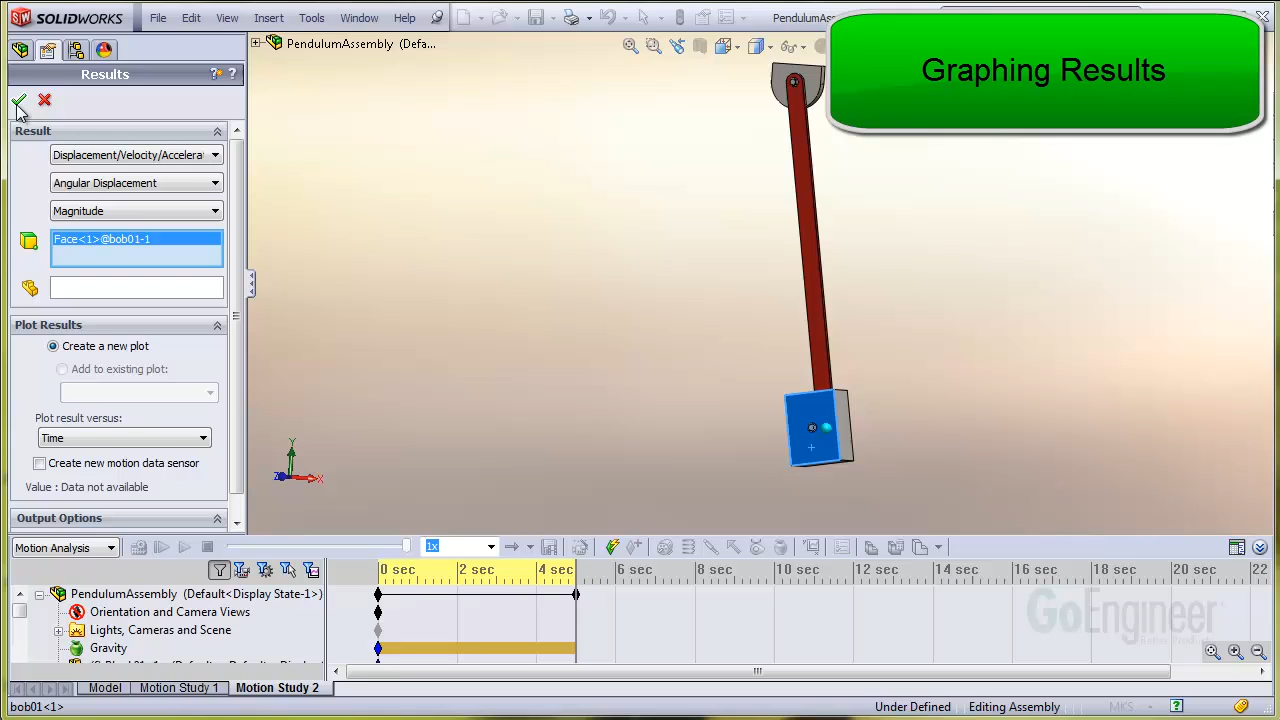 SOLIDWORKS File Edit View Insert Tools Window Help PendulumAss
Graphing Results
PendulumAssembly (Defa...
Results
Result
Displacement/Velocity/Accelera
Angular Displacement
Magnitude
Face<1>@bob01-1
Plot Results
Create a new plot
Add to existing plot:
Plot result versus:
Time
Create new motion data sensor
Value : Data not available
Output Options
Y
Z X
Motion Analysis 1x
0 sec 2 sec 4 sec 6 sec 8 sec 10 sec 12 sec 14 sec 16 sec 18 sec 20 sec 22
PendulumAssembly (Default<Display State-1>)
Orientation and Camera Views
Lights, Cameras and Scene
Gravity
GoEngineer
Model Motion Study 1 Motion Study 2
bob01<1> Under Defined Editing Assembly MKS